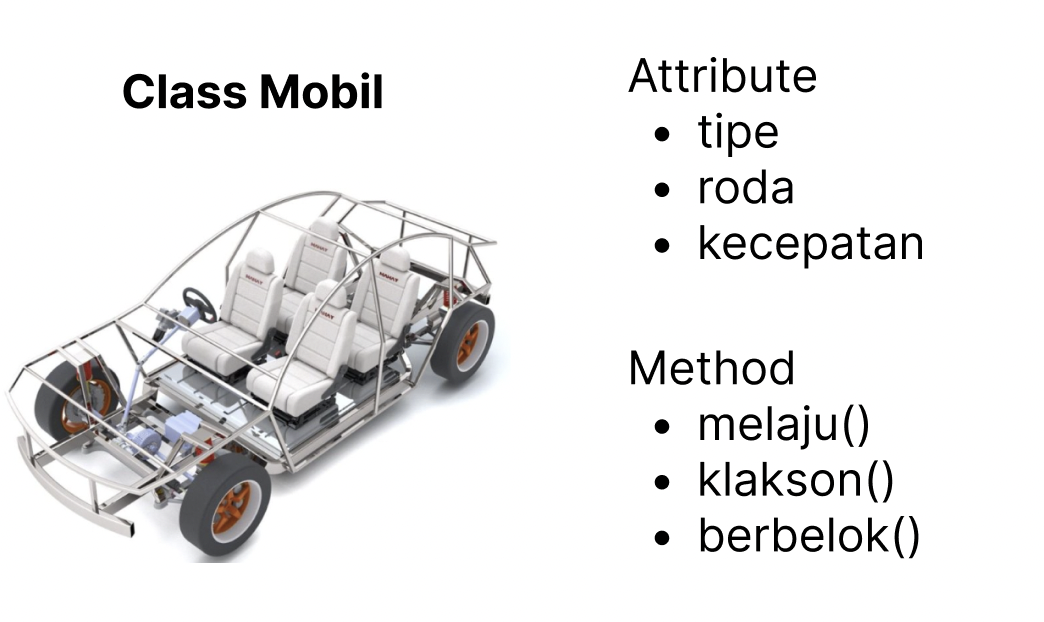 Class Mobil
Attribute
• tipe
• roda
• kecepatan
Method
• melaju()
• klakson()
• berbelok()